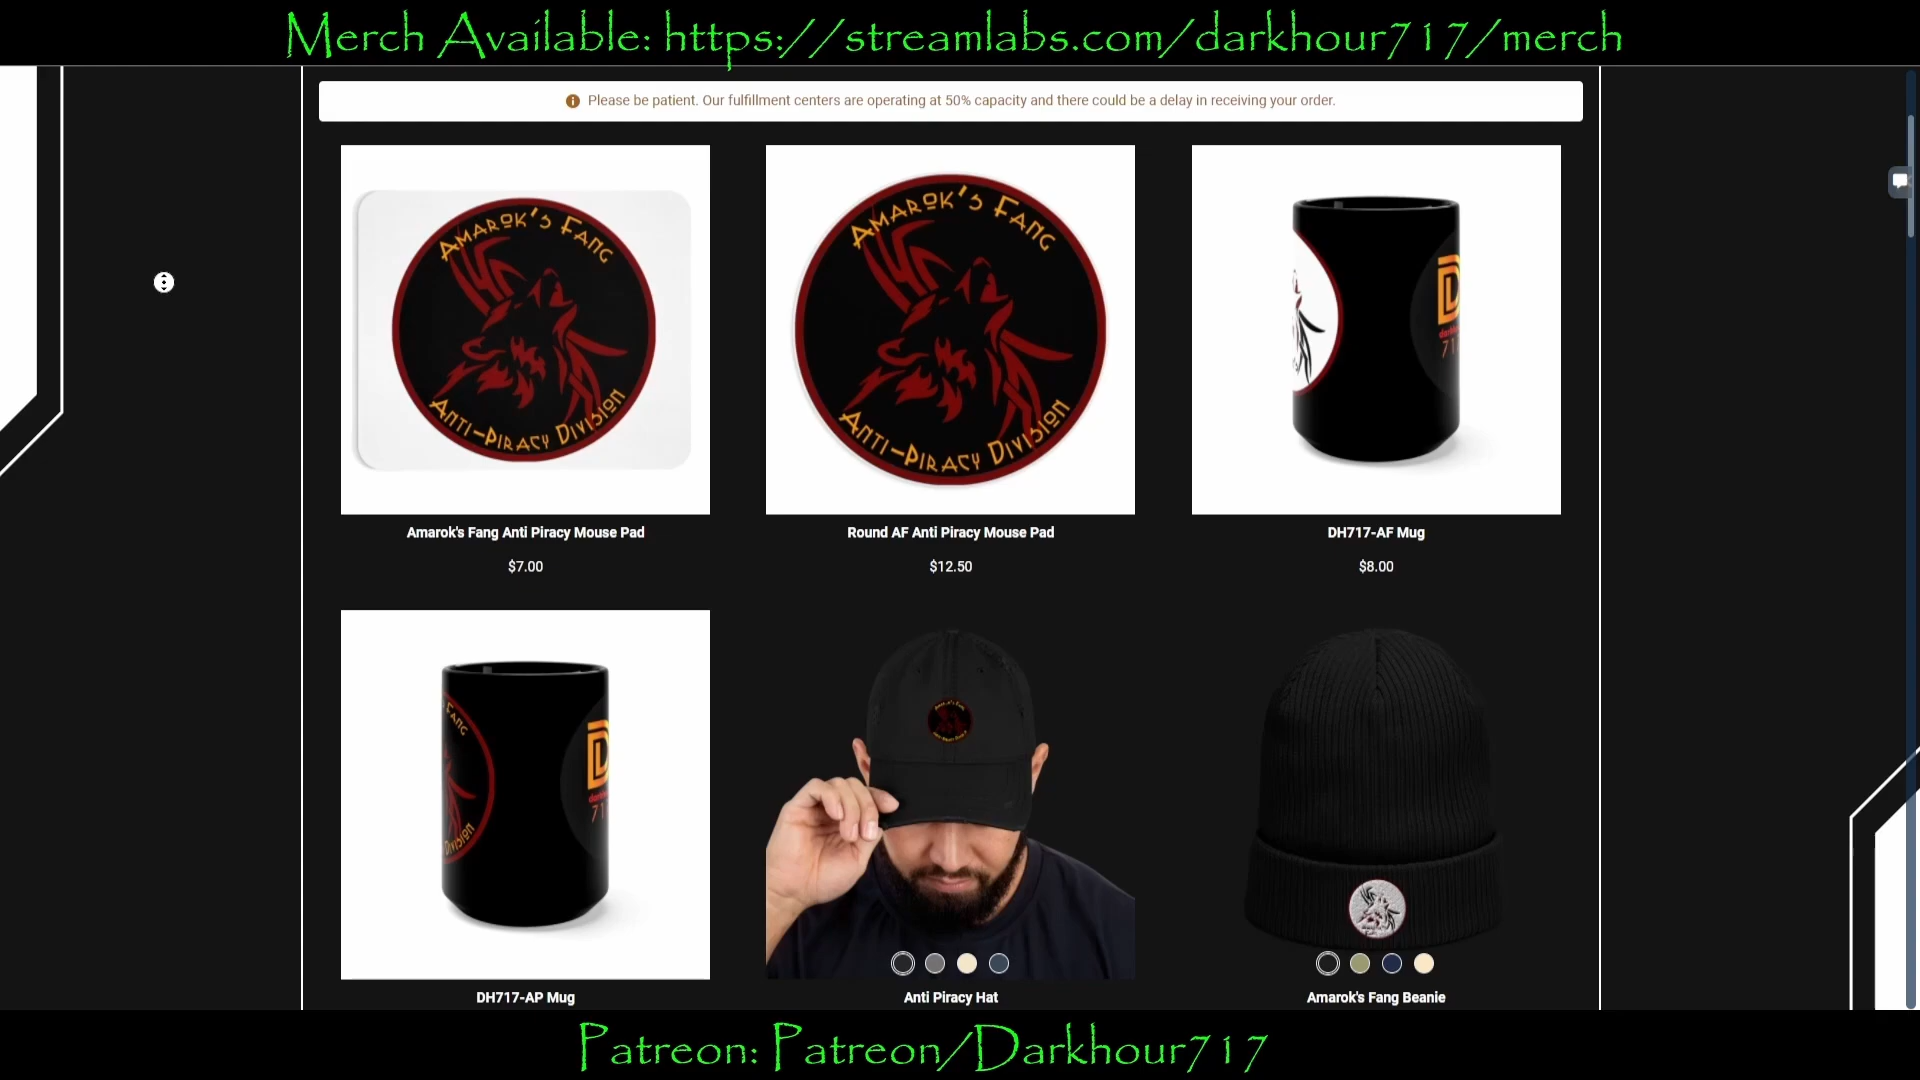 Merch Available: https://streamlabs.com/darkhour717/merch
Please be patient. Our fulfillment centers are operating at 50% capacity and there could be a delay in receiving your order.
Amarok's Fang
Anti-Piracy Division
Amarok's Fang
Anti-Piracy Division
Amarok's Fang Anti Piracy Mouse Pad
Round AF Anti Piracy Mouse Pad
DH717-AF Mug
$7.00
$12.50
$8.00
Fang
Division
DH717-AP Mug
Anti Piracy Hat
Amarok's Fang Beanie
Patreon: Patreon/Darkhour717